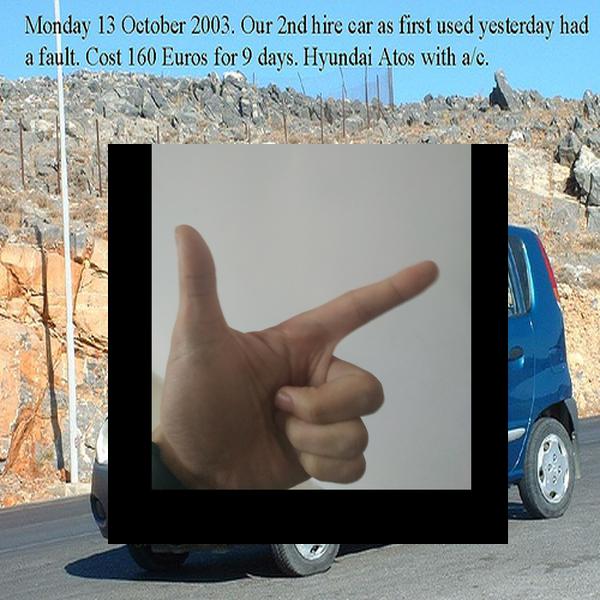 Monday 13 October 2003. Our 2nd hire car as first used yesterday had
a fault. Cost 160 Euros for 9 days. Hyundai Atos with a/c.